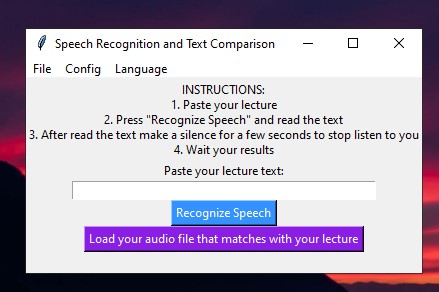 Speech Recognition and Text Comparison
File Config Language
INSTRUCTIONS:
1. Paste your lecture
2. Press "Recognize Speech" and read the text
3. After read the text make a silence for a few seconds to stop listen to you
4. Wait your results
Paste your lecture text:
Recognize Speech
Load your audio file that matches with your lecture